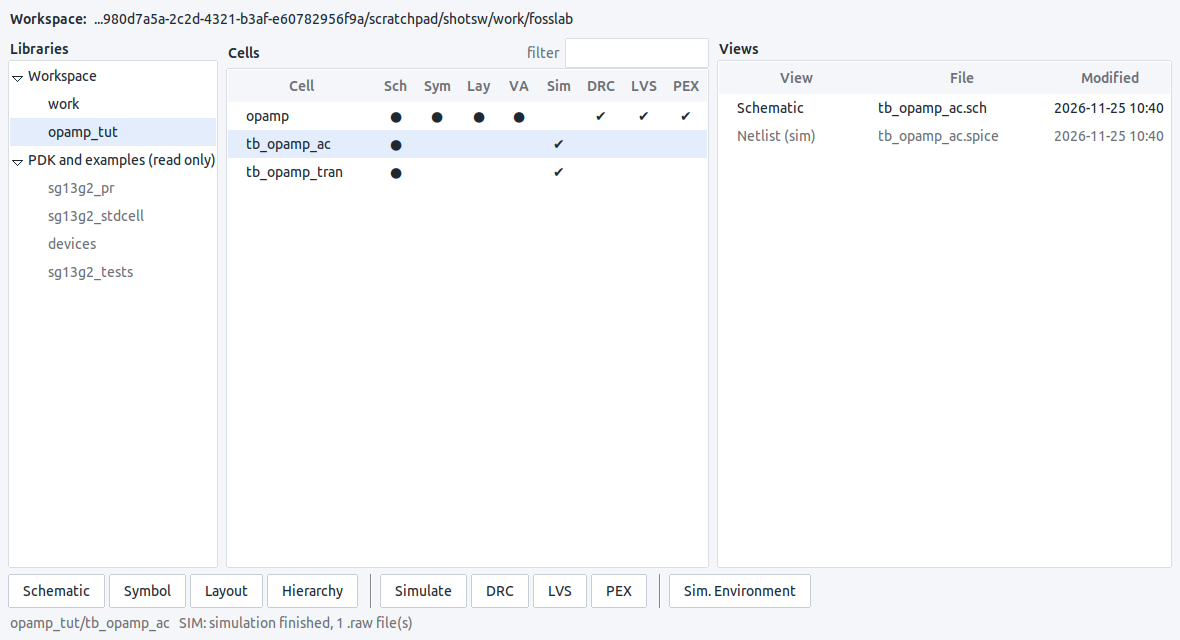 Workspace: ...980d7a5a-2c2d-4321-b3af-e60782956f9a/scratchpad/shotsw/work/fosslab
Libraries
Workspace
work
opamp_tut
PDK and examples (read only)
sg13g2_pr
sg13g2_stdcell
devices
sg13g2_tests
Cells filter
Cell Sch Sym Lay VA Sim DRC LVS PEX
opamp ● ● ● ● ✔ ✔ ✔
tb_opamp_ac ● ✔
tb_opamp_tran ● ✔
Views
View File Modified
Schematic tb_opamp_ac.sch 2026-11-25 10:40
Netlist (sim) tb_opamp_ac.spice 2026-11-25 10:40
Schematic Symbol Layout Hierarchy Simulate DRC LVS PEX Sim. Environment
opamp_tut/tb_opamp_ac SIM: simulation finished, 1 .raw file(s)